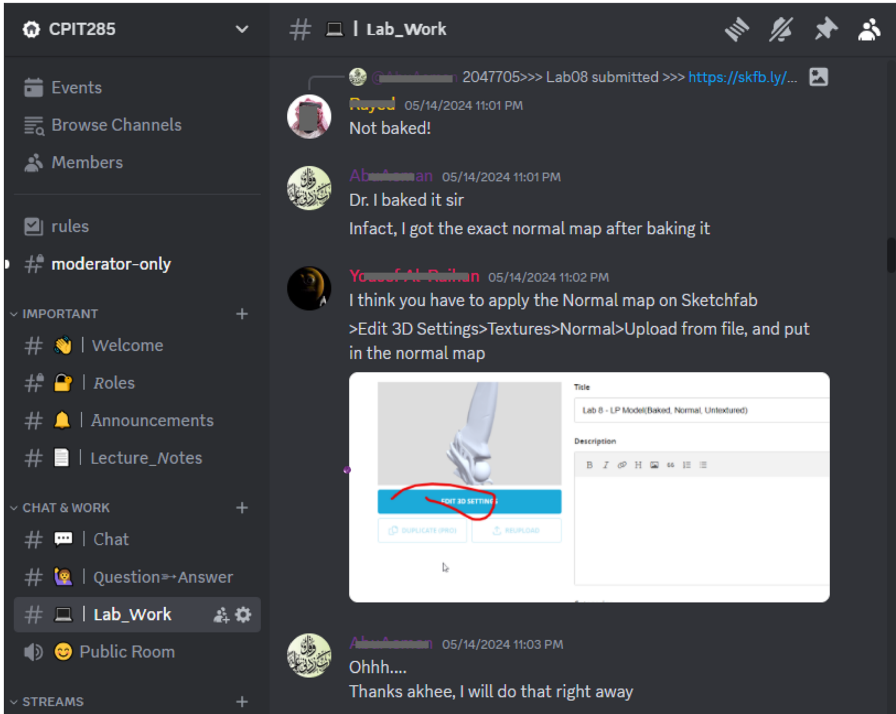 CPIT285
Events
Browse Channels
Members
rules
moderator-only
IMPORTANT
Welcome
Roles
Announcements
Lecture_Notes
CHAT & WORK
Chat
Question➳Answer
Lab_Work
Public Room
STREAMS
Lab_Work
2047705>>> Lab08 submitted >>> https://skfb.ly/...
05/14/2024 11:01 PM
Not baked!
05/14/2024 11:01 PM
Dr. I baked it sir
Infact, I got the exact normal map after baking it
05/14/2024 11:02 PM
I think you have to apply the Normal map on Sketchfab
>Edit 3D Settings>Textures>Normal>Upload from file, and put
in the normal map
EDIT 3D SETTINGS
DUPLICATE (PRO)
REUPLOAD
Title
Lab 8 - LP Model(Baked, Normal, Untextured)
Description
B I H
05/14/2024 11:03 PM
Ohhh....
Thanks akhee, I will do that right away